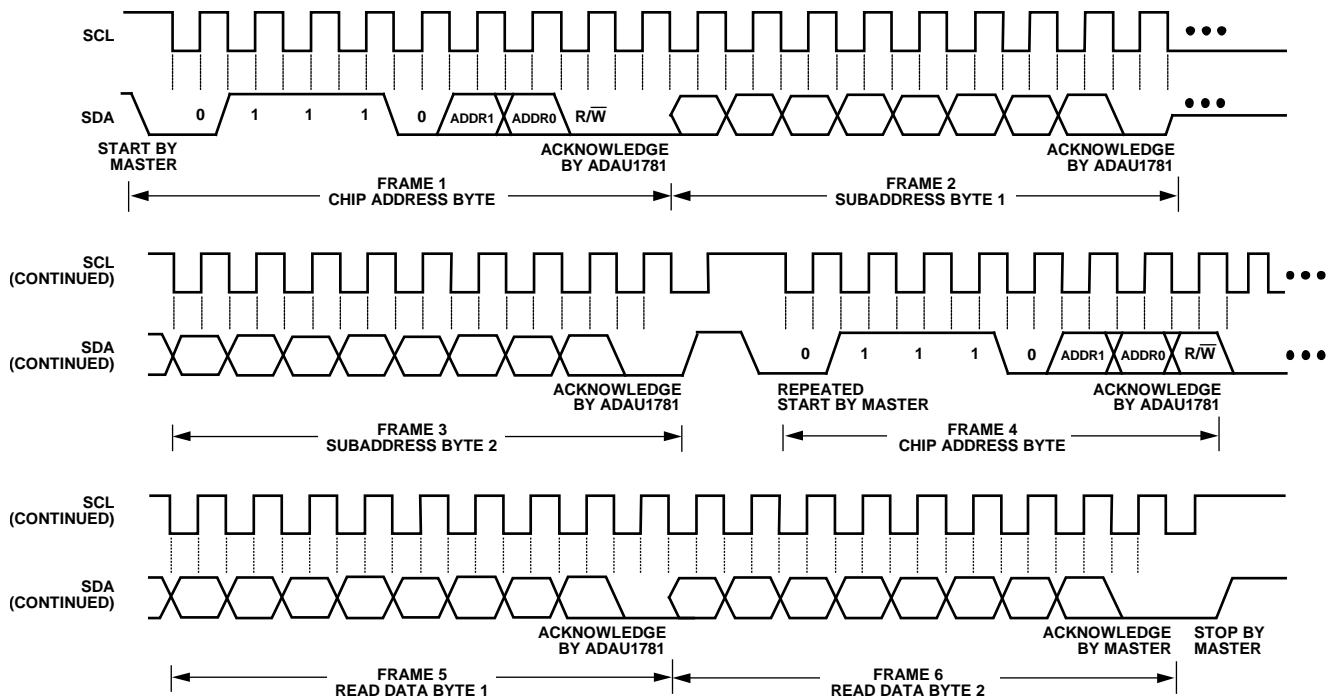 SCL
SDA
0 1 1 1 0 ADDR1 ADDR0 R/W̅
START BY
MASTER
ACKNOWLEDGE
BY ADAU1781
ACKNOWLEDGE
BY ADAU1781
FRAME 1
CHIP ADDRESS BYTE
FRAME 2
SUBADDRESS BYTE 1
SCL
(CONTINUED)
SDA
(CONTINUED)
0 1 1 1 0 ADDR1 ADDR0 R/W̅
ACKNOWLEDGE
BY ADAU1781
REPEATED
START BY MASTER
ACKNOWLEDGE
BY ADAU1781
FRAME 3
SUBADDRESS BYTE 2
FRAME 4
CHIP ADDRESS BYTE
SCL
(CONTINUED)
SDA
(CONTINUED)
ACKNOWLEDGE
BY ADAU1781
ACKNOWLEDGE
BY MASTER
STOP BY
MASTER
FRAME 5
READ DATA BYTE 1
FRAME 6
READ DATA BYTE 2